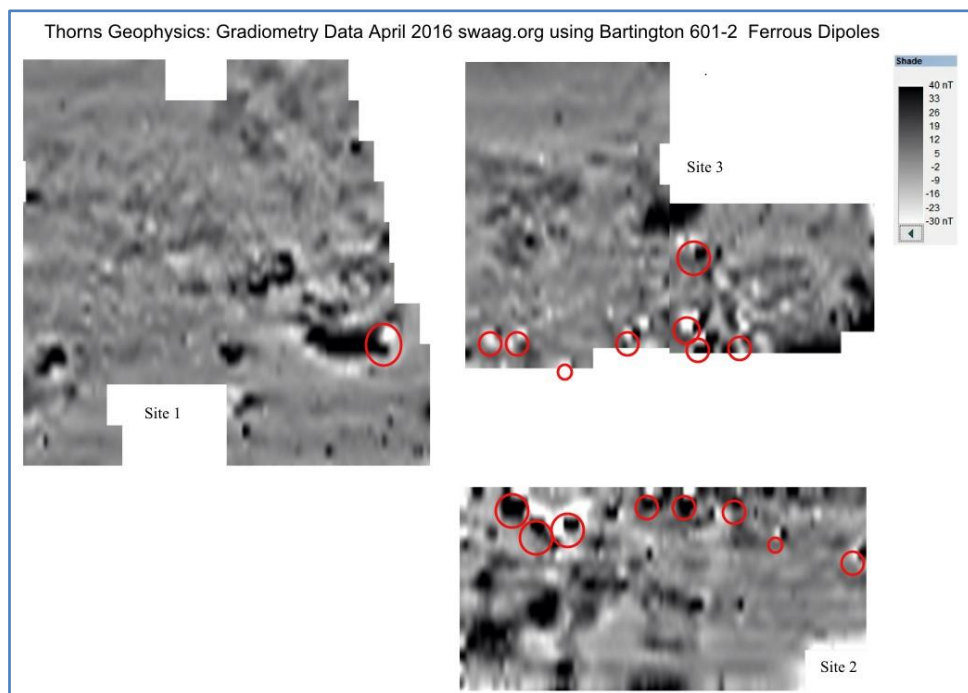 Thorns Geophysics: Gradiometry Data April 2016 swaag.org using Bartington 601-2 Ferrous Dipoles
Shade
40 nT
33
26
19
12
5
-2
-9
-16
-23
-30 nT
Site 3
Site 1
Site 2